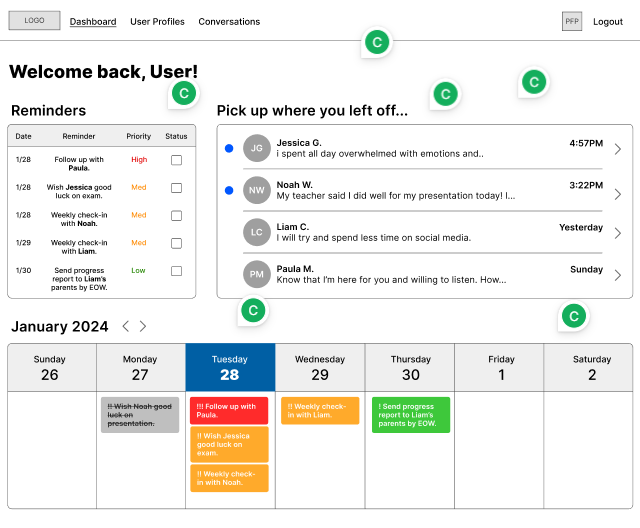 LOGO
Dashboard
User Profiles
Conversations
PFP
Logout
C
Welcome back, User!
C
C
C
Reminders
Pick up where you left off...
Date
Reminder
Priority
Status
1/28
Follow up with
Paula.
High
1/28
Wish Jessica good
luck on exam.
Med
1/28
Weekly check-in
with Noah.
Med
1/29
Weekly check-in
with Liam.
Med
1/30
Send progress
report to Liam's
parents by EOW.
Low
JG
Jessica G.
4:57PM
i spent all day overwhelmed with emotions and..
NW
Noah W.
3:22PM
My teacher said I did well for my presentation today! I...
LC
Liam C.
Yesterday
I will try and spend less time on social media.
PM
Paula M.
Sunday
Know that I'm here for you and willing to listen. How...
C
C
January 2024
Sunday
26
Monday
27
Tuesday
28
Wednesday
29
Thursday
30
Friday
1
Saturday
2
!! Wish Noah good
luck on
presentation.
!!! Follow up with
Paula.
!! Wish Jessica
good luck on
exam.
!! Weekly check-
in with Noah.
!! Weekly check-
in with Liam.
! Send progress
report to Liam's
parents by EOW.